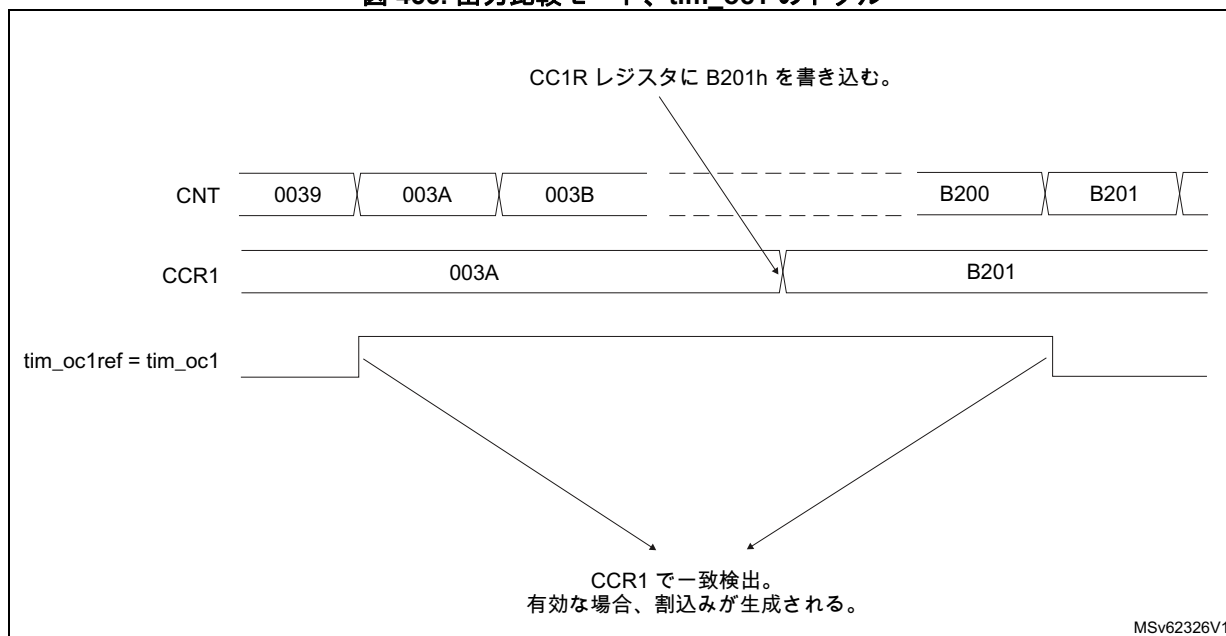 CC1R レジスタに B201h を書き込む。
CNT 0039 003A 003B B200 B201
CCR1 003A B201
tim_oc1ref = tim_oc1
CCR1 で一致検出。
有効な場合、割込みが生成される。
MSv62326V1